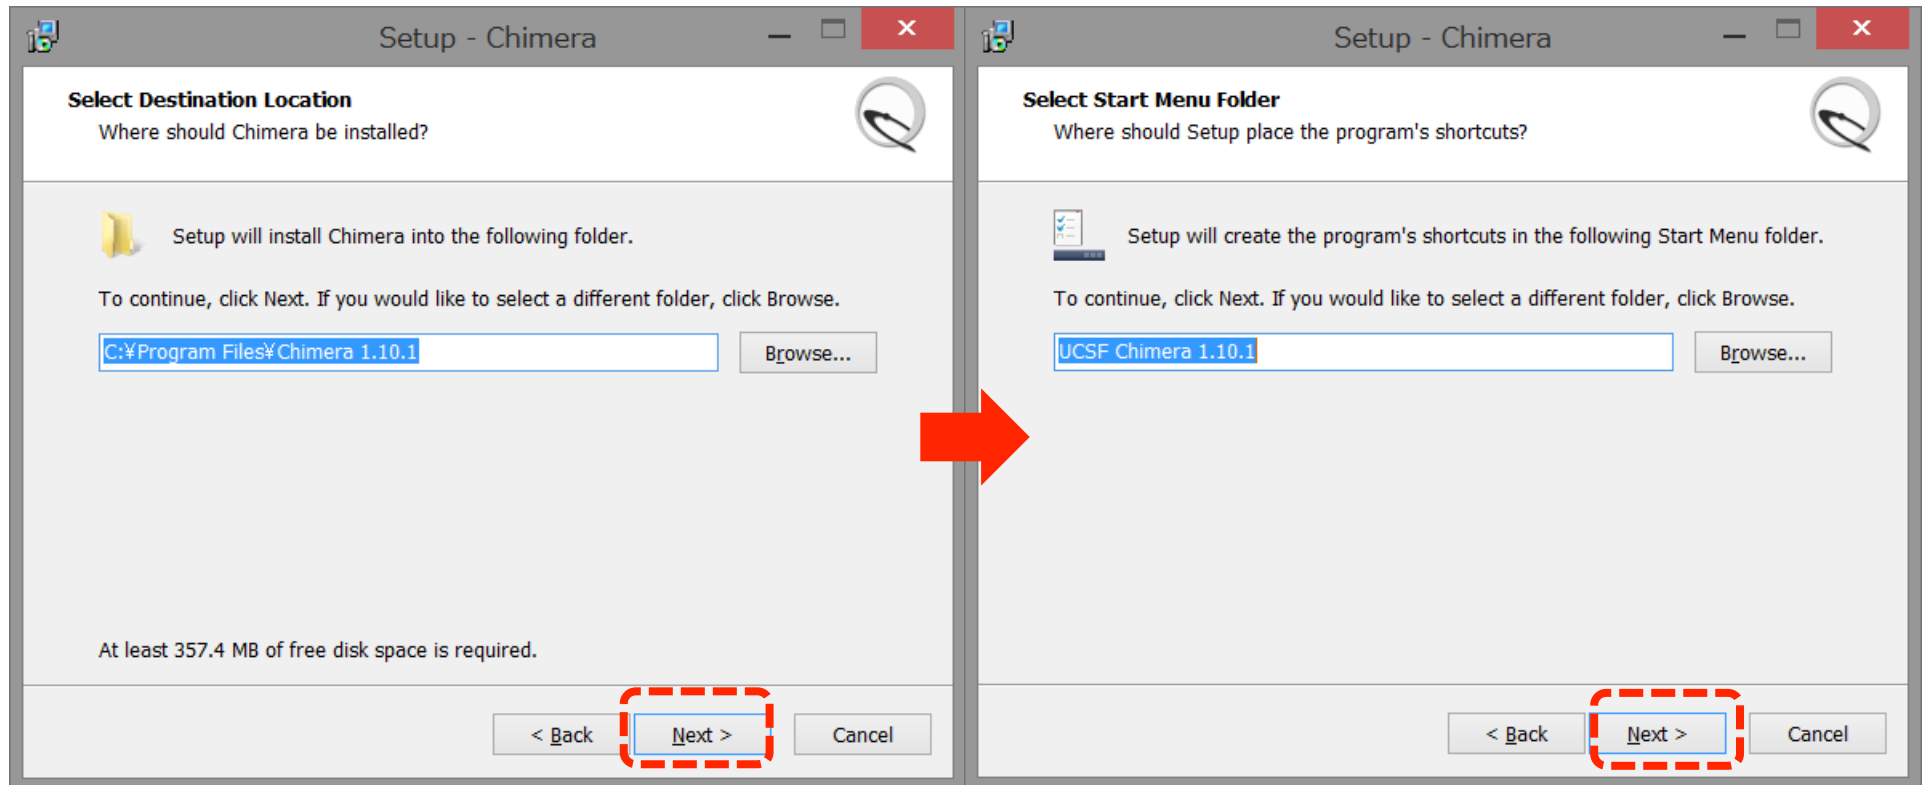 Setup - Chimera
Select Destination Location
Where should Chimera be installed?
Setup will install Chimera into the following folder.
To continue, click Next. If you would like to select a different folder, click Browse.
C:¥Program Files¥Chimera 1.10.1
Browse...
At least 357.4 MB of free disk space is required.
< Back
Next >
Cancel
Setup - Chimera
Select Start Menu Folder
Where should Setup place the program's shortcuts?
Setup will create the program's shortcuts in the following Start Menu folder.
To continue, click Next. If you would like to select a different folder, click Browse.
UCSF Chimera 1.10.1
Browse...
< Back
Next >
Cancel